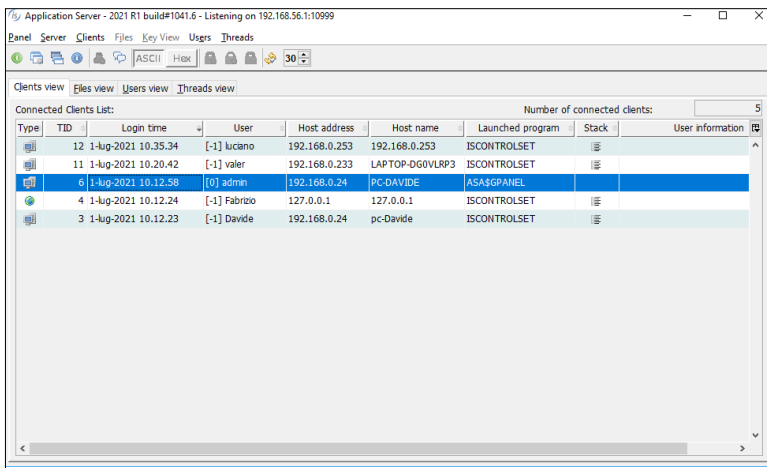 Application Server - 2021 R1 build#1041.6 - Listening on 192.168.56.1:10999
Panel Server Clients Files Key View Users Threads
ASCII Hex 30
Clients view Files view Users view Threads view
Connected Clients List: Number of connected clients: 5
Type TID Login time User Host address Host name Launched program Stack User information
12 1-lug-2021 10.35.34 [-1] luciano 192.168.0.253 192.168.0.253 ISCONTROLSET
11 1-lug-2021 10.20.42 [-1] valer 192.168.0.233 LAPTOP-DG0VLRP3 ISCONTROLSET
6 1-lug-2021 10.12.58 [0] admin 192.168.0.24 PC-DAVIDE ASA$GPANEL
4 1-lug-2021 10.12.24 [-1] Fabrizio 127.0.0.1 127.0.0.1 ISCONTROLSET
3 1-lug-2021 10.12.23 [-1] Davide 192.168.0.24 pc-Davide ISCONTROLSET